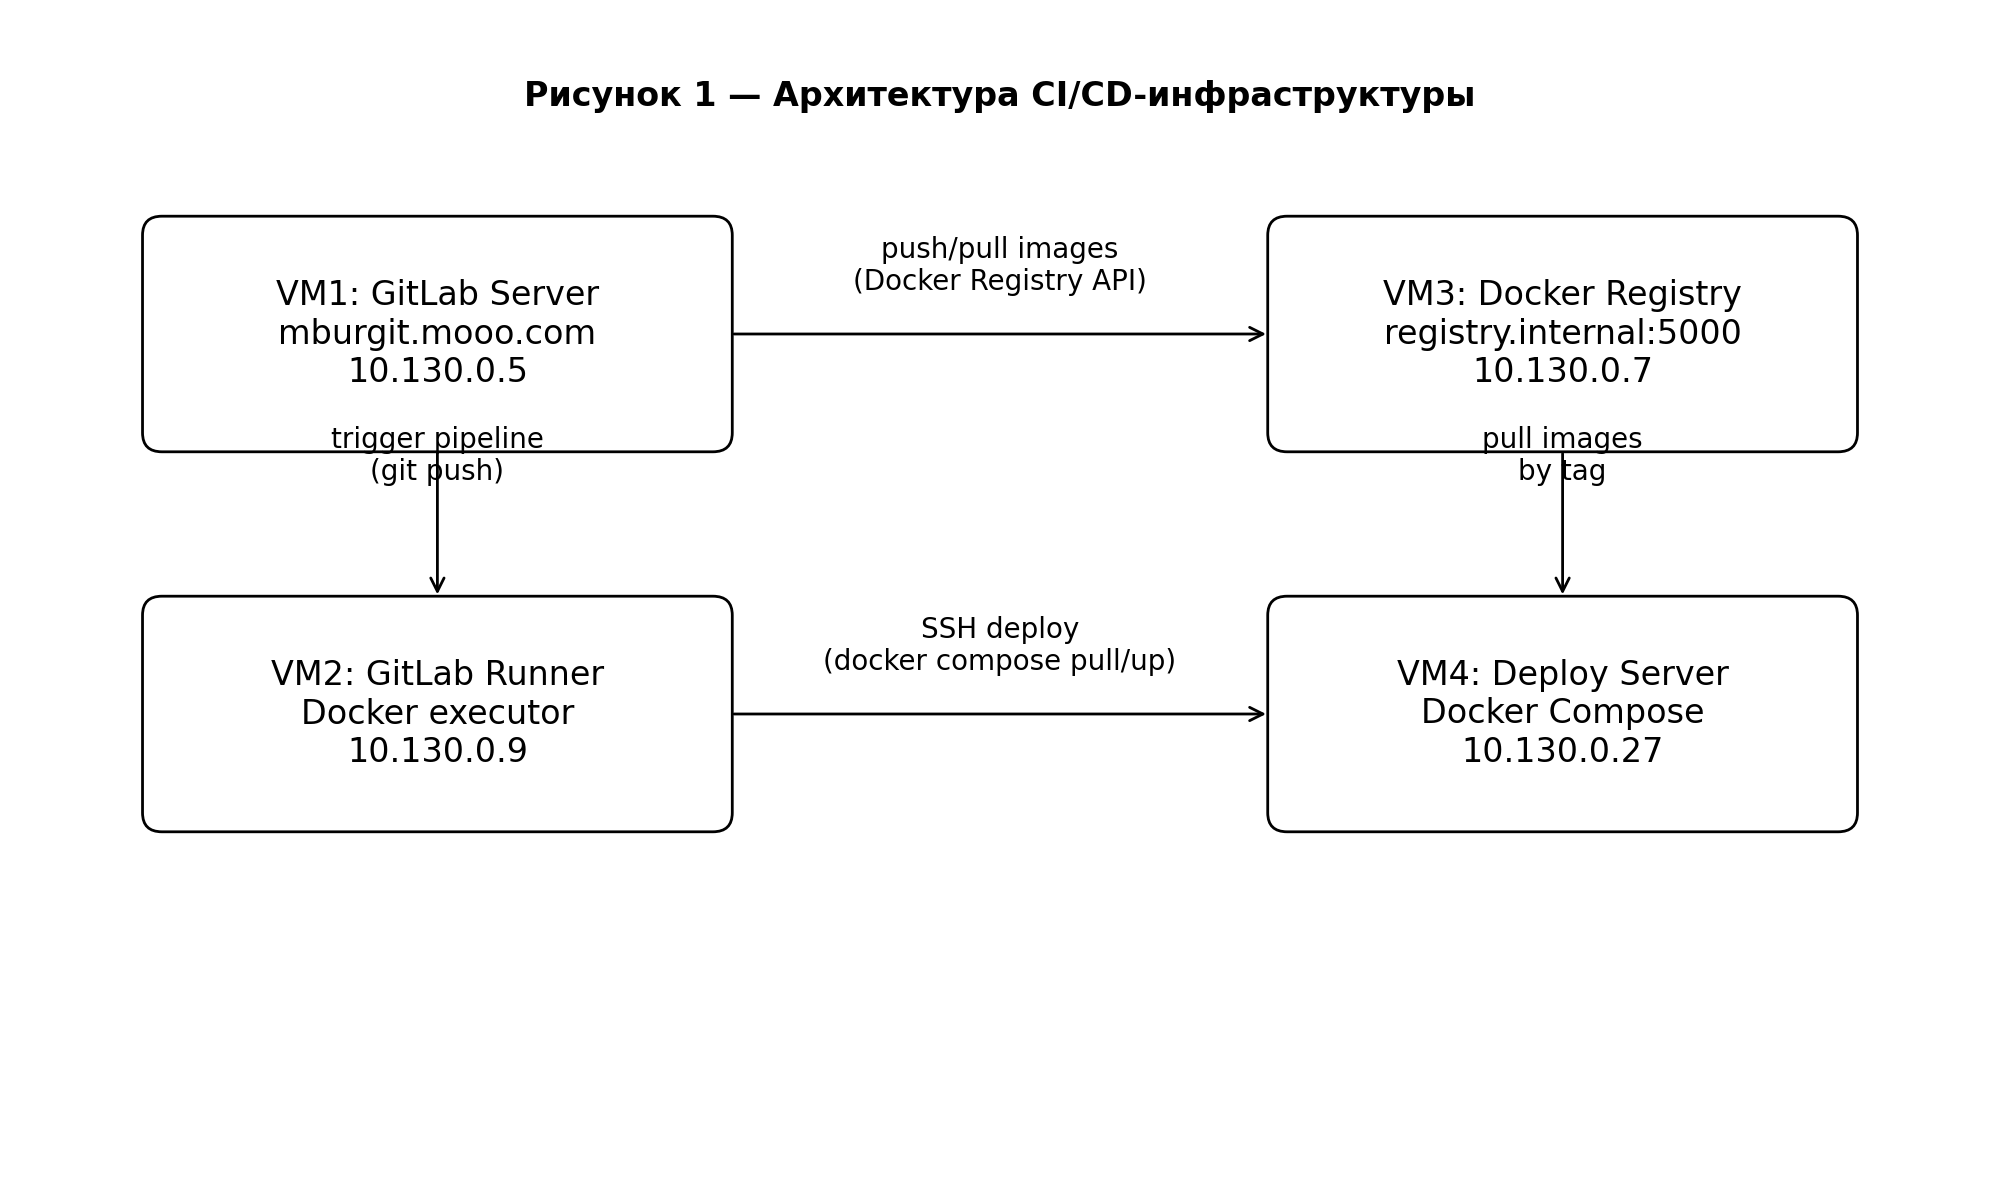 Рисунок 1 — Архитектура CI/CD-инфраструктуры
VM1: GitLab Server
mburgit.mooo.com
10.130.0.5
push/pull images
(Docker Registry API)
VM3: Docker Registry
registry.internal:5000
10.130.0.7
trigger pipeline
(git push)
pull images
by tag
VM2: GitLab Runner
Docker executor
10.130.0.9
SSH deploy
(docker compose pull/up)
VM4: Deploy Server
Docker Compose
10.130.0.27